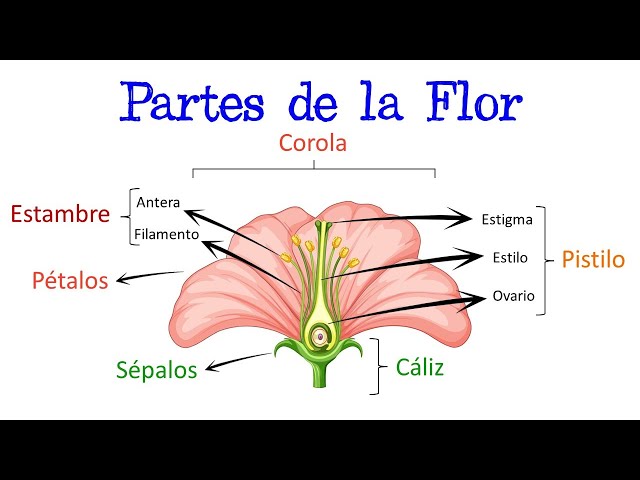 Partes de la Flor
Corola
Estambre
Antera
Filamento
Pétalos
Sépalos
Estigma
Estilo
Ovario
Pistilo
Cáliz